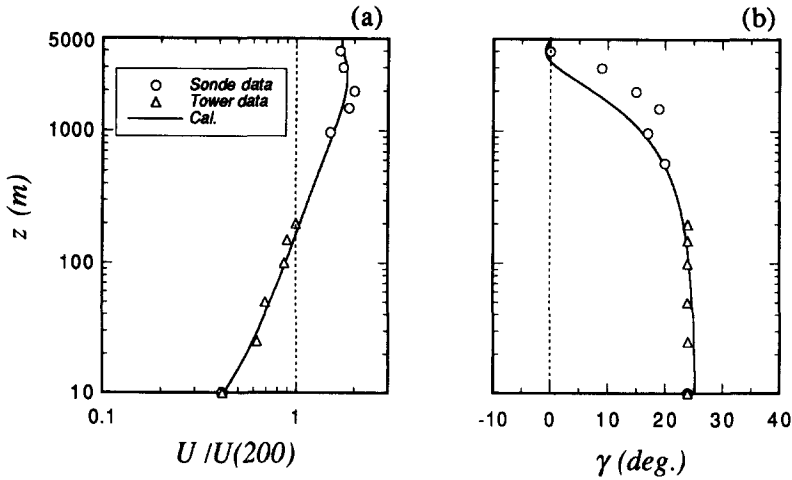 (a)
(b)
5000
1000
100
10
z (m)
Sonde data
Tower data
Cal.
0.1
1
U /U(200)
-10
0
10
20
30
40
γ (deg.)